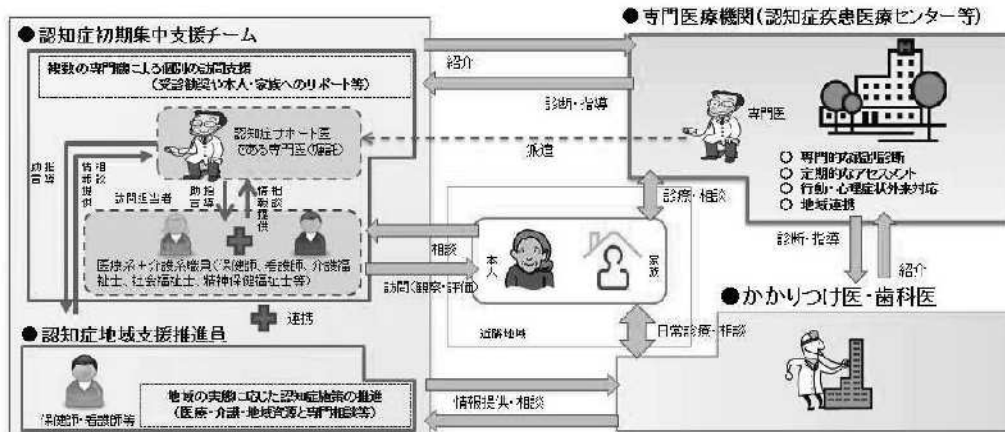 ●認知症初期集中支援チーム
複数の専門職による個別の訪問支援
(受診勧奨や本人・家族へのサポート等)
認知症サポート医
である専門医(嘱託)
指導
助言
相談
情報提供
訪問担当者
指導
助言
相談
情報提供
医療系+介護系職員(保健師、看護師、介護福
祉士、社会福祉士、精神保健福祉士等)
連携
●認知症地域支援推進員
保健師・看護師等
地域の実態に応じた認知症施策の推進
(医療・介護・地域資源と専門相談等)
紹介
診断・指導
派遣
相談
訪問(観察・評価)
本人
家族
近隣地域
診療・相談
日常診療・相談
情報提供・相談
●専門医療機関(認知症疾患医療センター等)
専門医
○ 専門的な鑑別診断
○ 定期的なアセスメント
○ 行動・心理症状外来対応
○ 地域連携
診断・指導
紹介
●かかりつけ医・歯科医